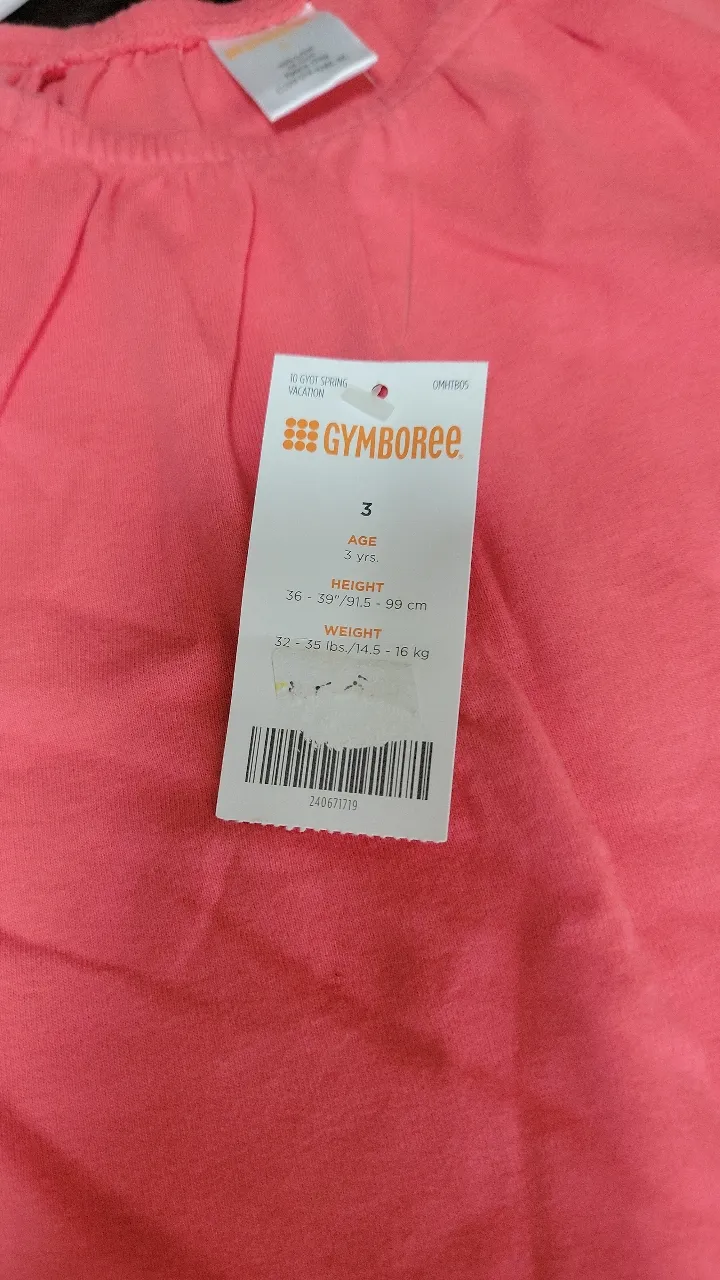 10 GYOT SPRING
VACATION
OMHTB05
GYMBORee
3
AGE
3 yrs.
HEIGHT
36 - 39"/91.5 - 99 cm
WEIGHT
32 - 35 lbs./14.5 - 16 kg
240671719